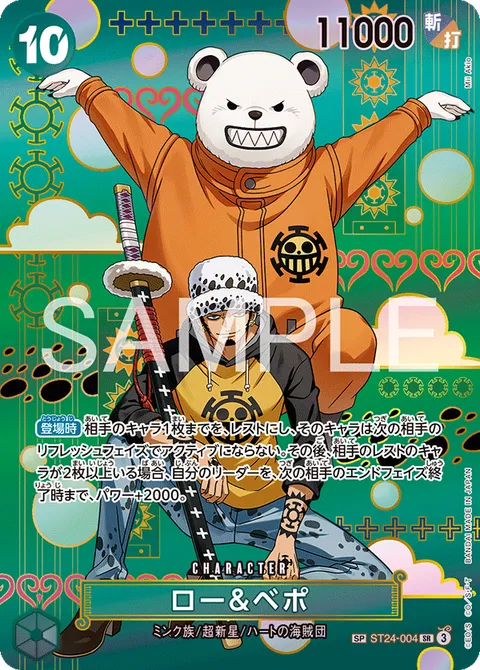 10
11000
斬
打
Mii Akio
SAMPLE
登場時 相手のキャラ1枚までを、レストにし、そのキャラは次の相手の
リフレッシュフェイズでアクティブにならない。その後、相手のレストのキャ
ラが2枚以上いる場合、自分のリーダーを、次の相手のエンドフェイズ終
了時まで、パワー+2000。
CHARACTER
ロー&ベポ
ミンク族/超新星/ハートの海賊団
SP ST24-004 SR 3
BANDAI MADE IN JAPAN